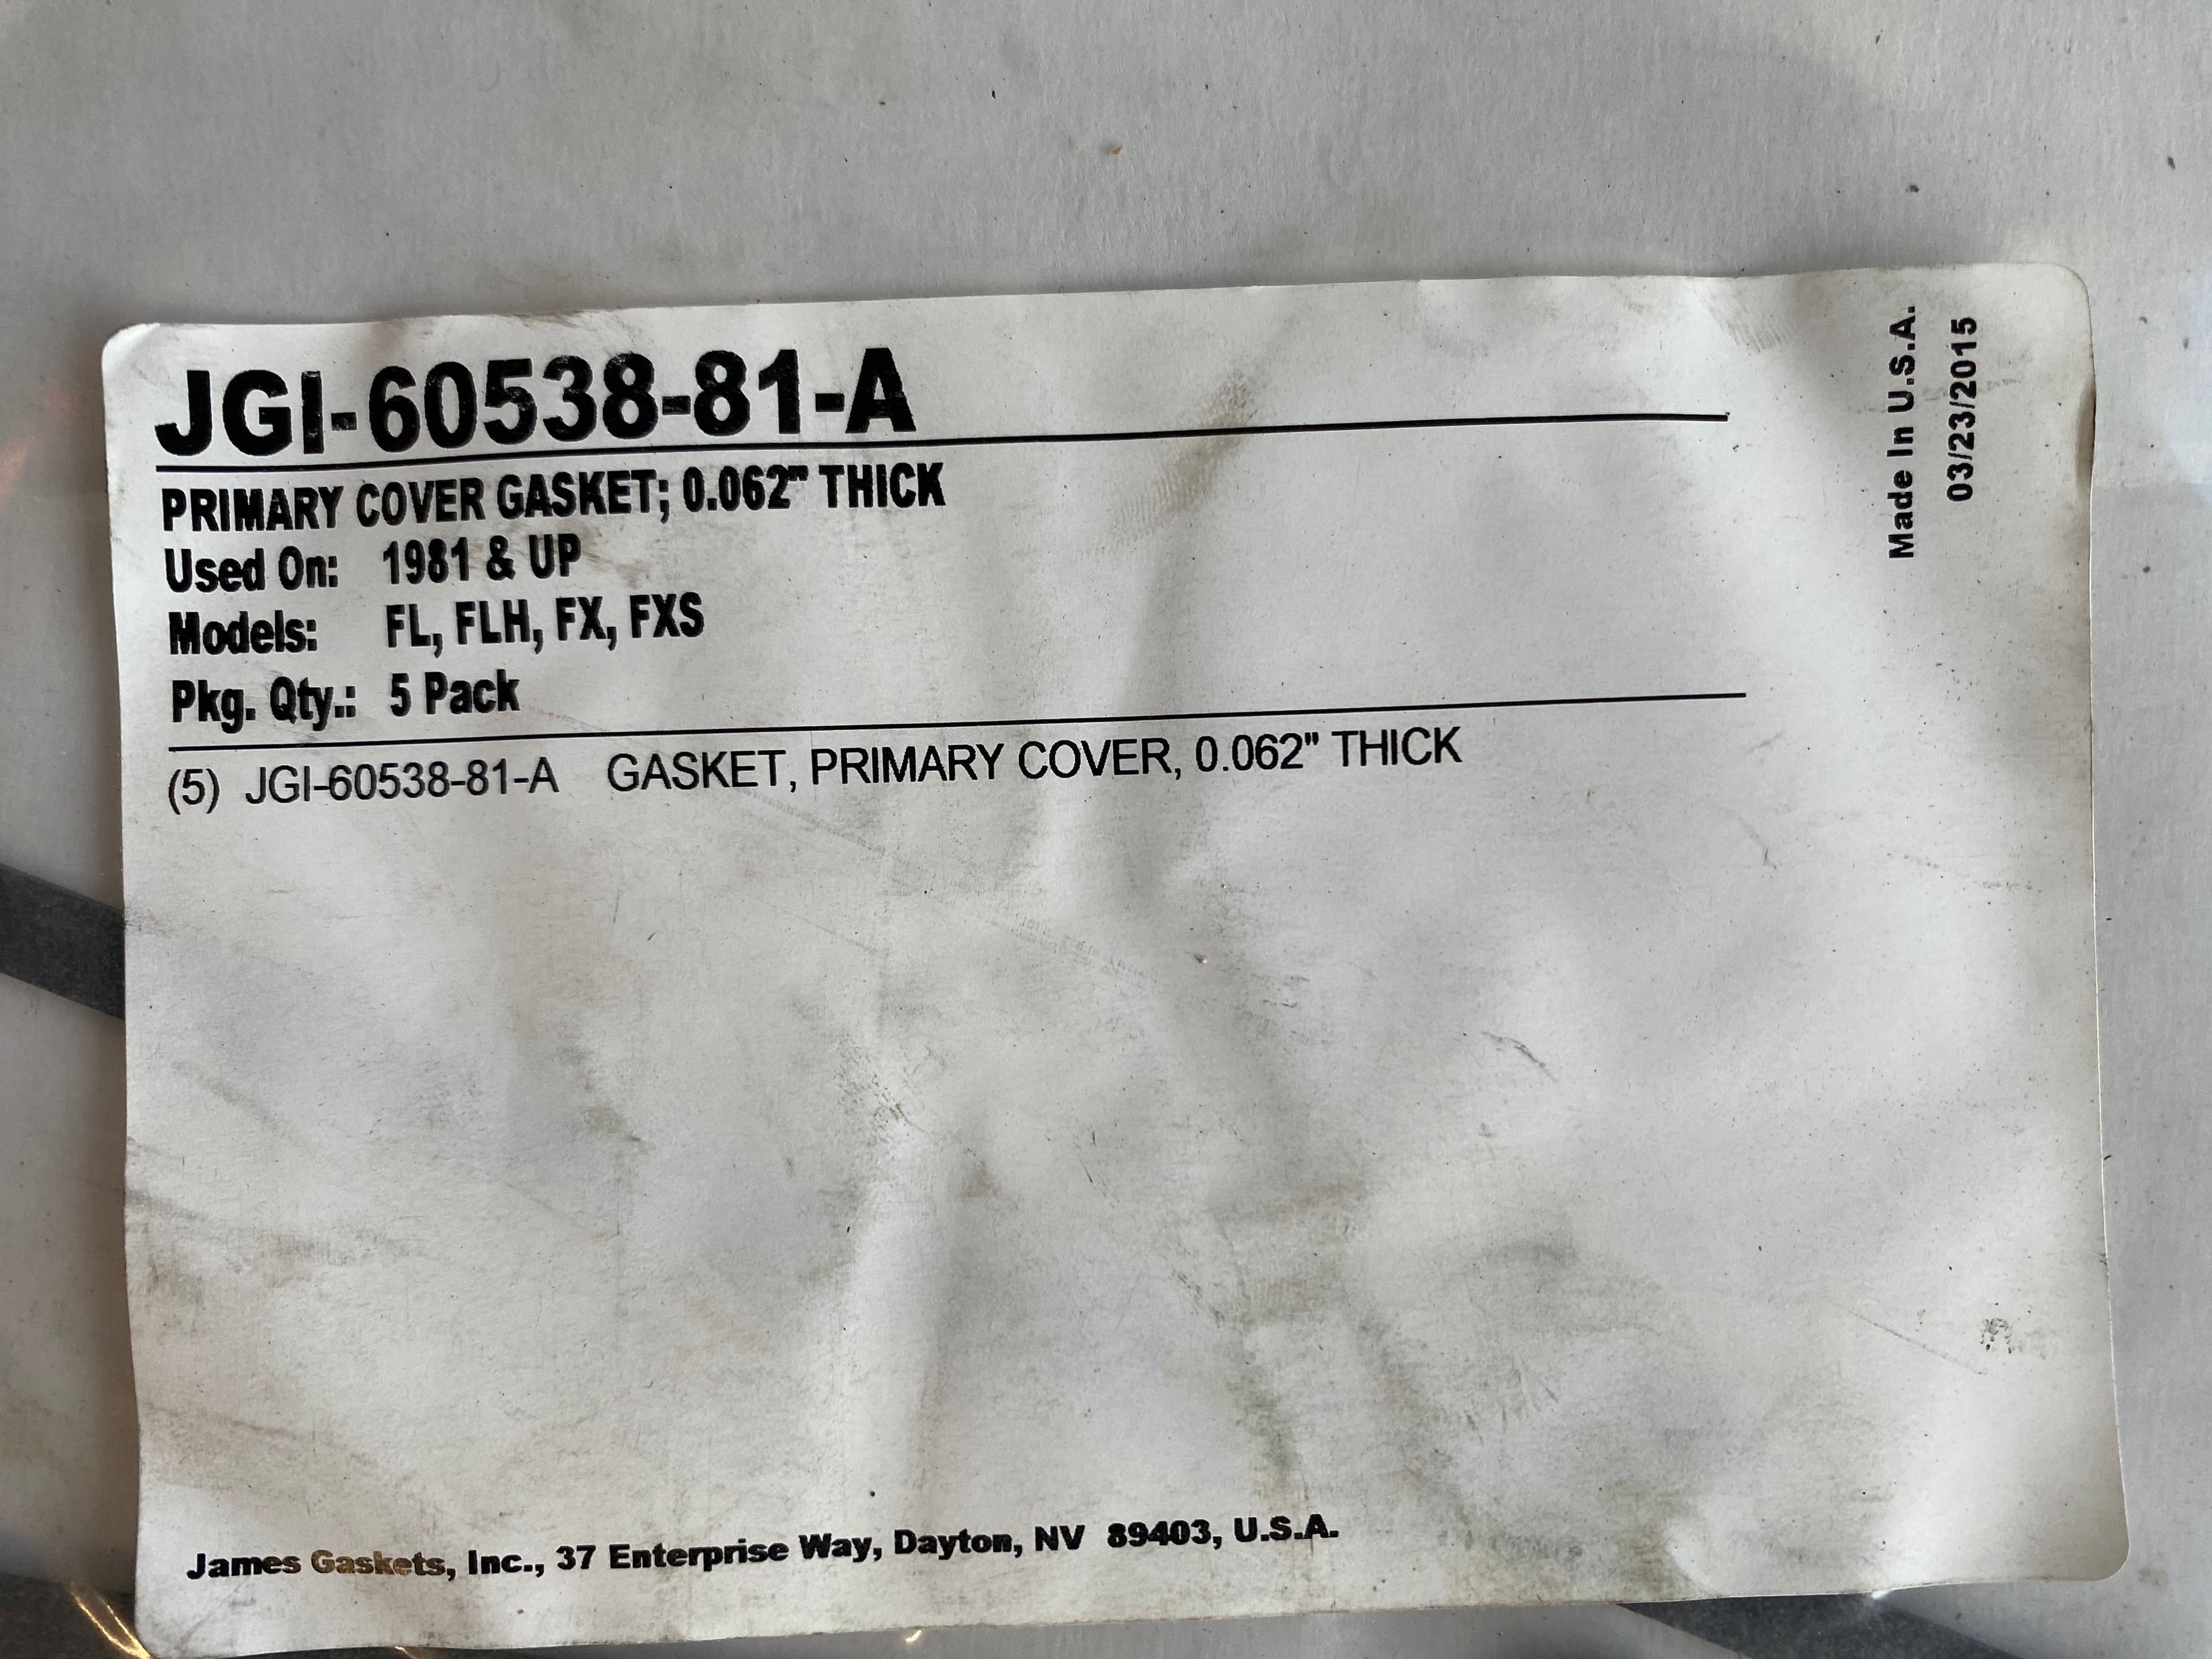 JGI-60538-81-A
PRIMARY COVER GASKET; 0.062" THICK
Used On: 1981 & UP
Models: FL, FLH, FX, FXS
Pkg. Qty.: 5 Pack
(5) JGI-60538-81-A GASKET, PRIMARY COVER, 0.062" THICK
Made In U.S.A.
03/23/2015
James Gaskets, Inc., 37 Enterprise Way, Dayton, NV 89403, U.S.A.